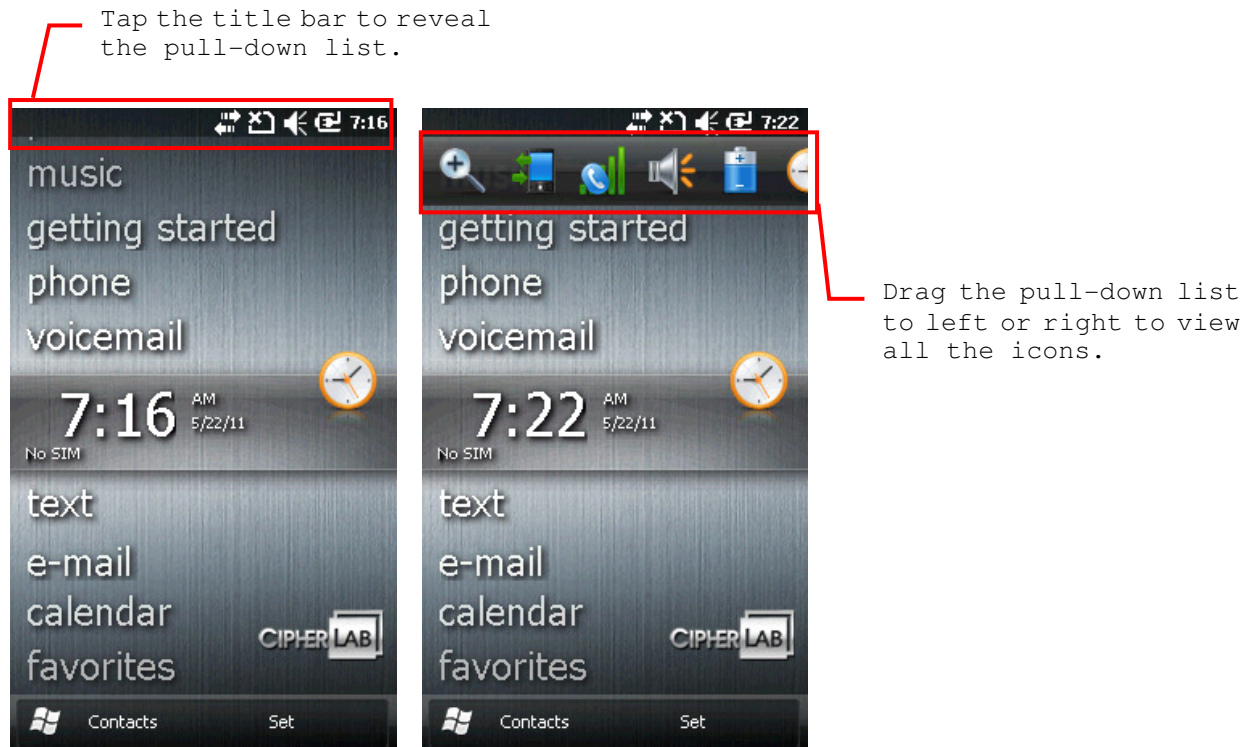 Tap the title bar to reveal
the pull-down list.
7:16
music
getting started
phone
voicemail
7:16 AM
5/22/11
No SIM
text
e-mail
calendar
CIPHERLAB
favorites
Contacts Set
7:22
getting started
phone
voicemail
7:22 AM
5/22/11
No SIM
text
e-mail
calendar
CIPHERLAB
favorites
Contacts Set
Drag the pull-down list
to left or right to view
all the icons.